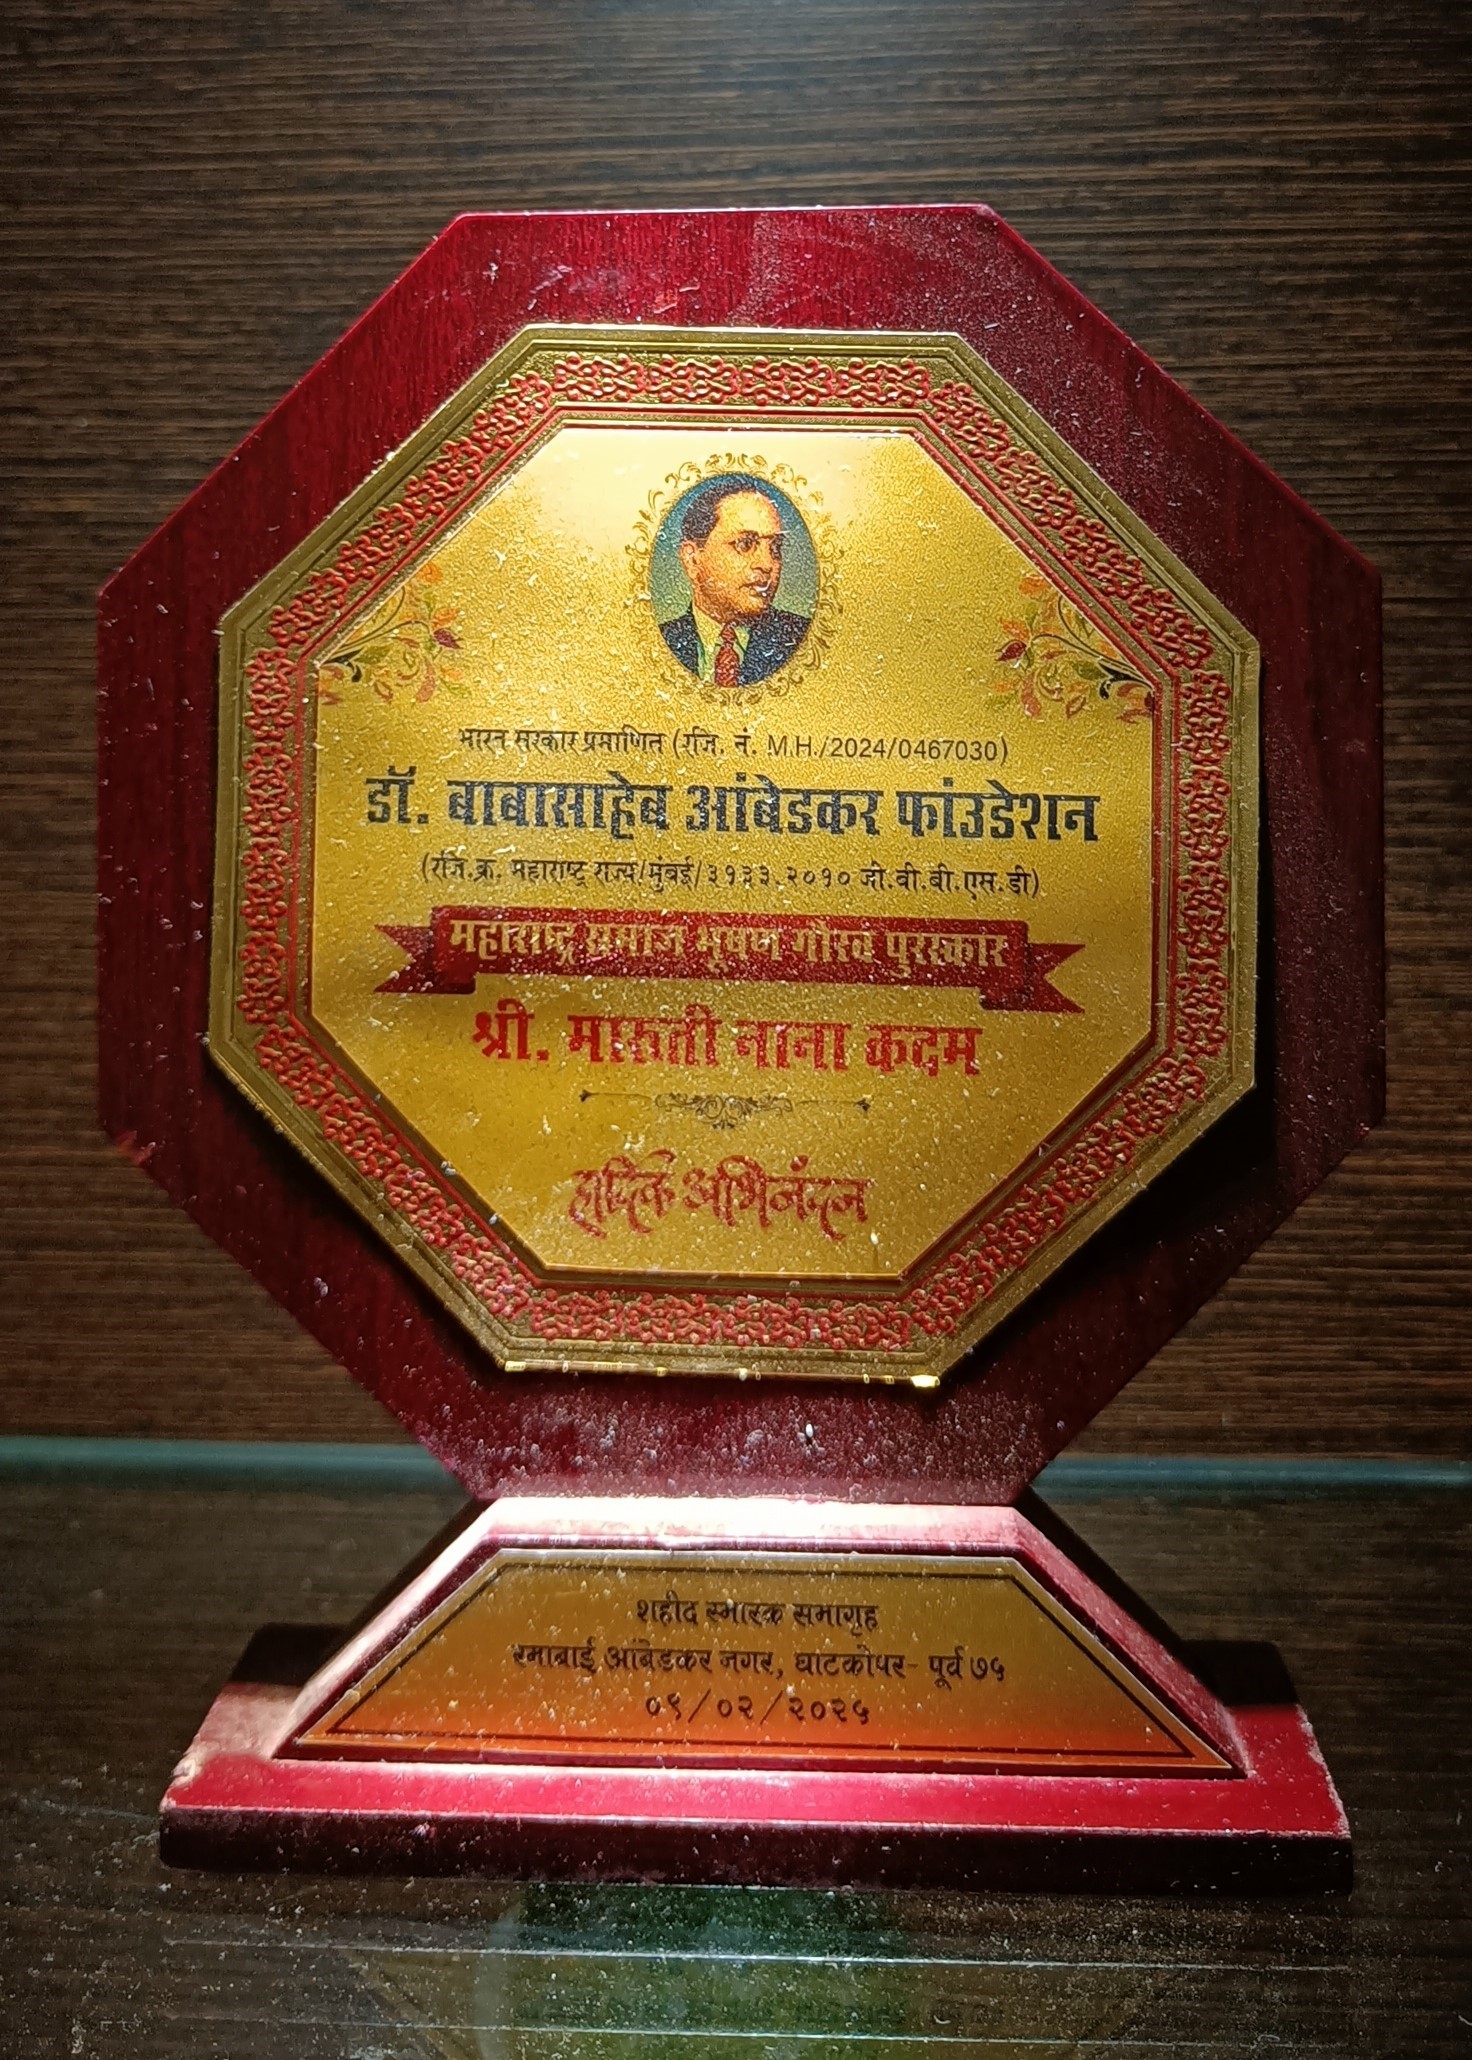 भारत सरकार प्रमाणित (रजि. नं. M.H./2024/0467030)
डॉ. बाबासाहेब आंबेडकर फांउडेशन
(रजि.क्र. महाराष्ट्र राज्य/मुंबई/३१३३.२०१० जी.बी.बी.एस.डी)
महाराष्ट्र समाज भूषण गौरव पुरस्कार
श्री. मारुती नाना कदम
हार्दिक अभिनंदन
शहीद स्मारक सभागृह
रमाबाई आंबेडकर नगर, घाटकोपर- पूर्व ७५
०९/०२/२०२५